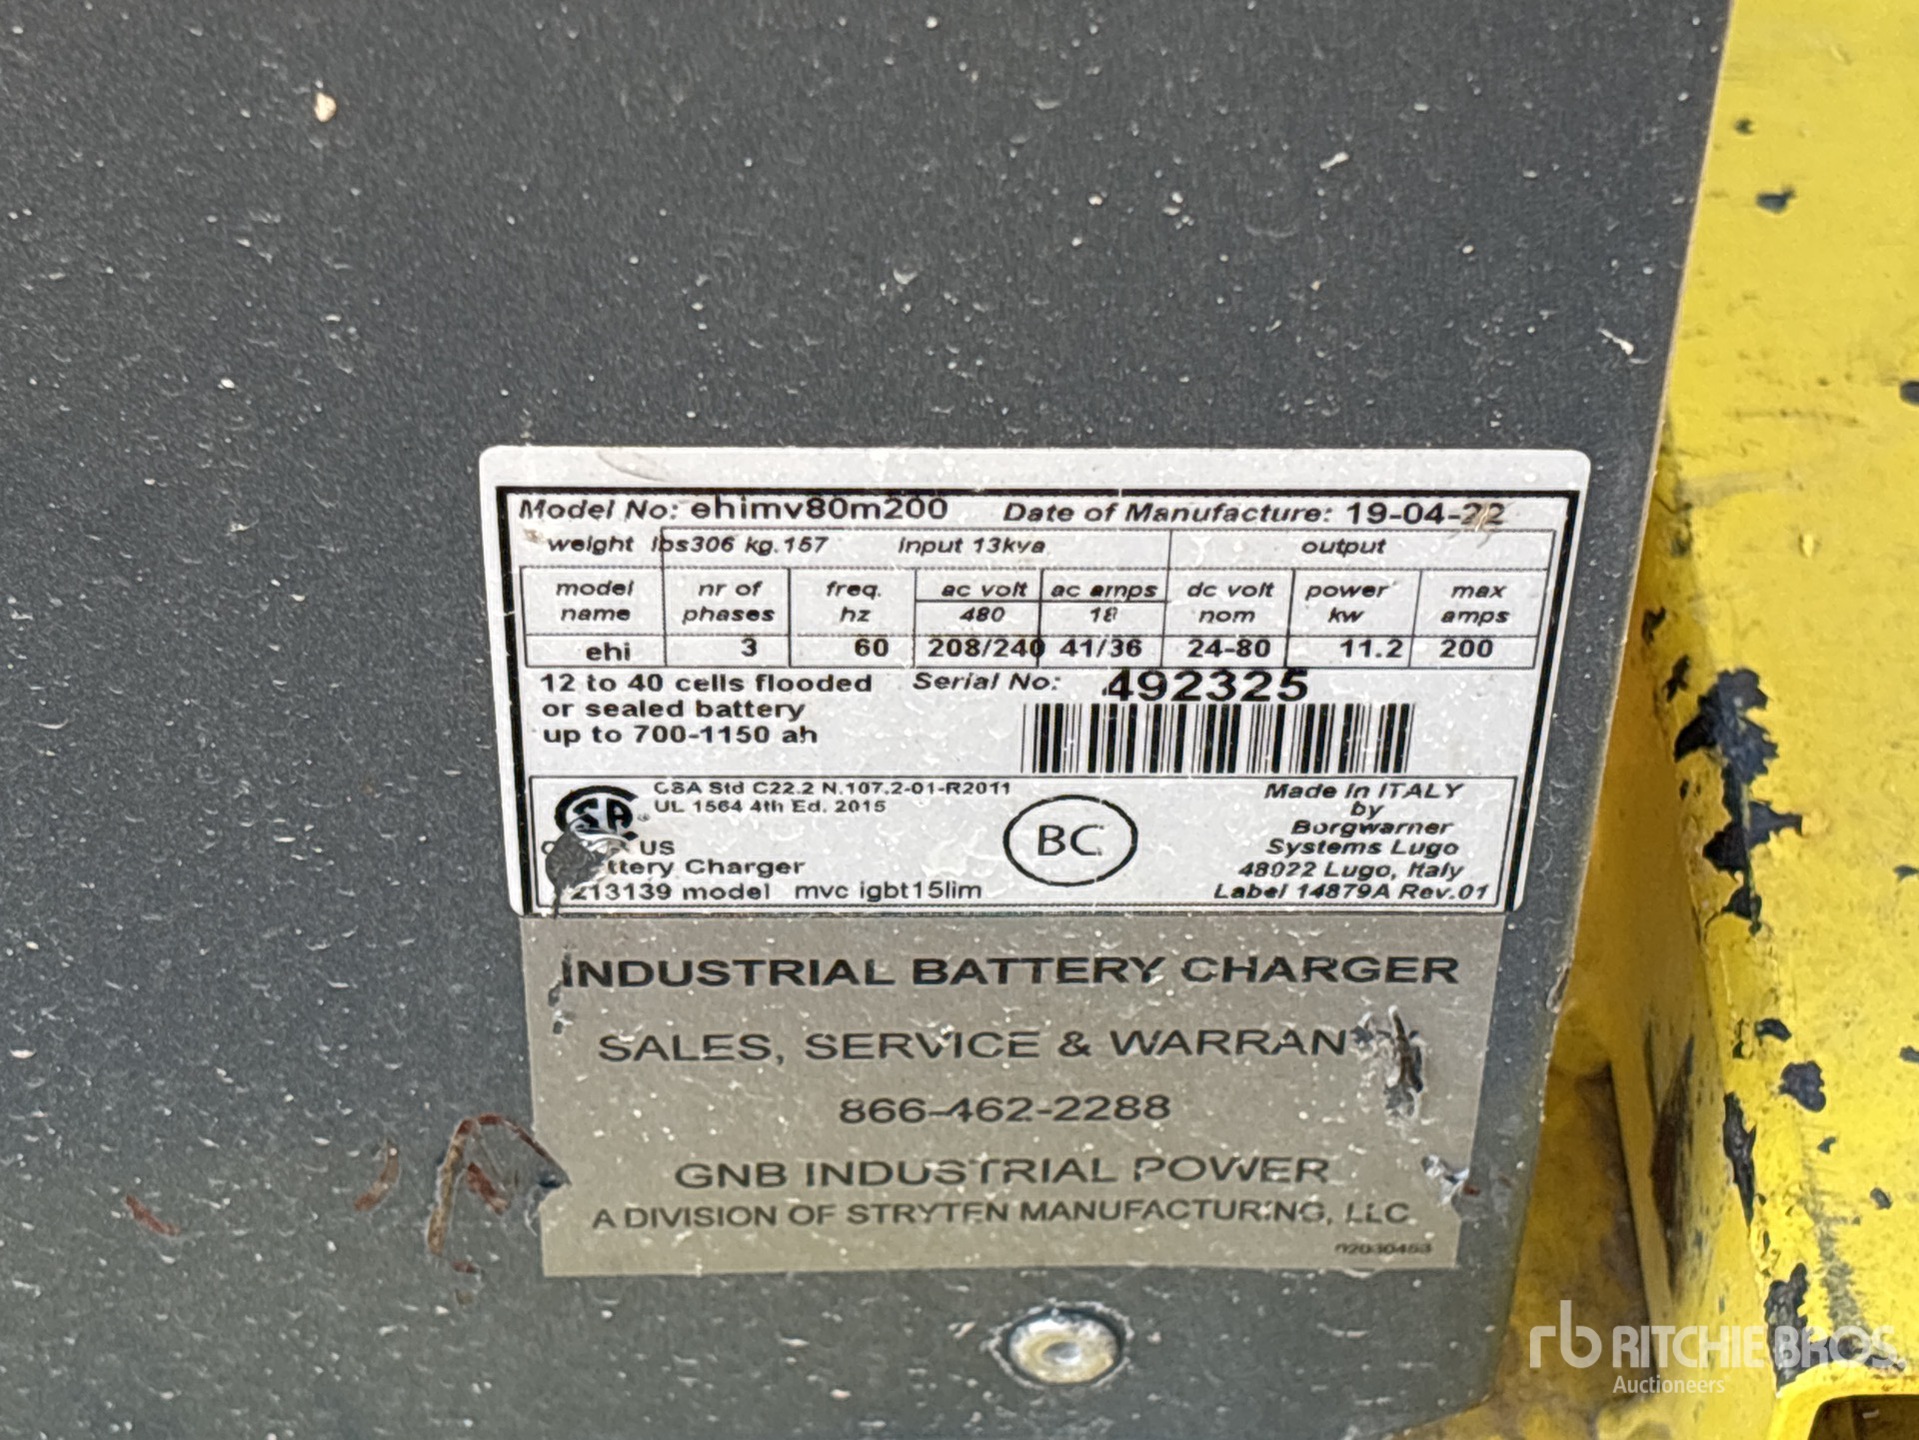 Model No: ehimv80m200 Date of Manufacture: 19-04-22
weight lbs306 kg.157 input 13kva output
model name nr of phases freq. hz ac volt 480 ac amps 18 dc volt nom power kw max amps
ehi 3 60 208/240 41/36 24-80 11.2 200
12 to 40 cells flooded
or sealed battery
up to 700-1150 ah
Serial No: 492325
CSA Std C22.2 N.107.2-01-R2011
UL 1564 4th Ed. 2015
SA
US
ttery Charger
213139 model mvc igbt15lim
BC
Made in ITALY
by
Borgwarner
Systems Lugo
48022 Lugo, Italy
Label 14879A Rev.01
INDUSTRIAL BATTERY CHARGER
SALES, SERVICE & WARRAN
866-462-2288
GNB INDUSTRIAL POWER
A DIVISION OF STRYTEN MANUFACTURING, LLC
rb RITCHIE BROS.
Auctioneers